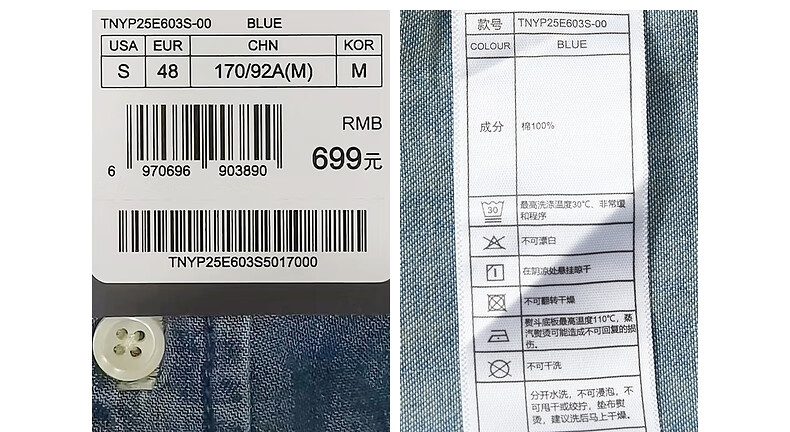 TNYP25E603S-00 BLUE
USA EUR CHN KOR
S 48 170/92A(M) M
RMB
699元
6 970696 903890
TNYP25E603S5017000
款号 TNYP25E603S-00
COLOUR BLUE
成分 棉100%
30
最高洗涤温度30℃、非常缓
和程序
不可漂白
在阴凉处悬挂晾干
不可翻转干燥
熨斗底板最高温度110℃，蒸
汽熨烫可能造成不可回复的损
伤。
不可干洗
分开水洗，不可浸泡，不
可甩干或绞拧，垫布熨
烫，建议洗后马上干燥。